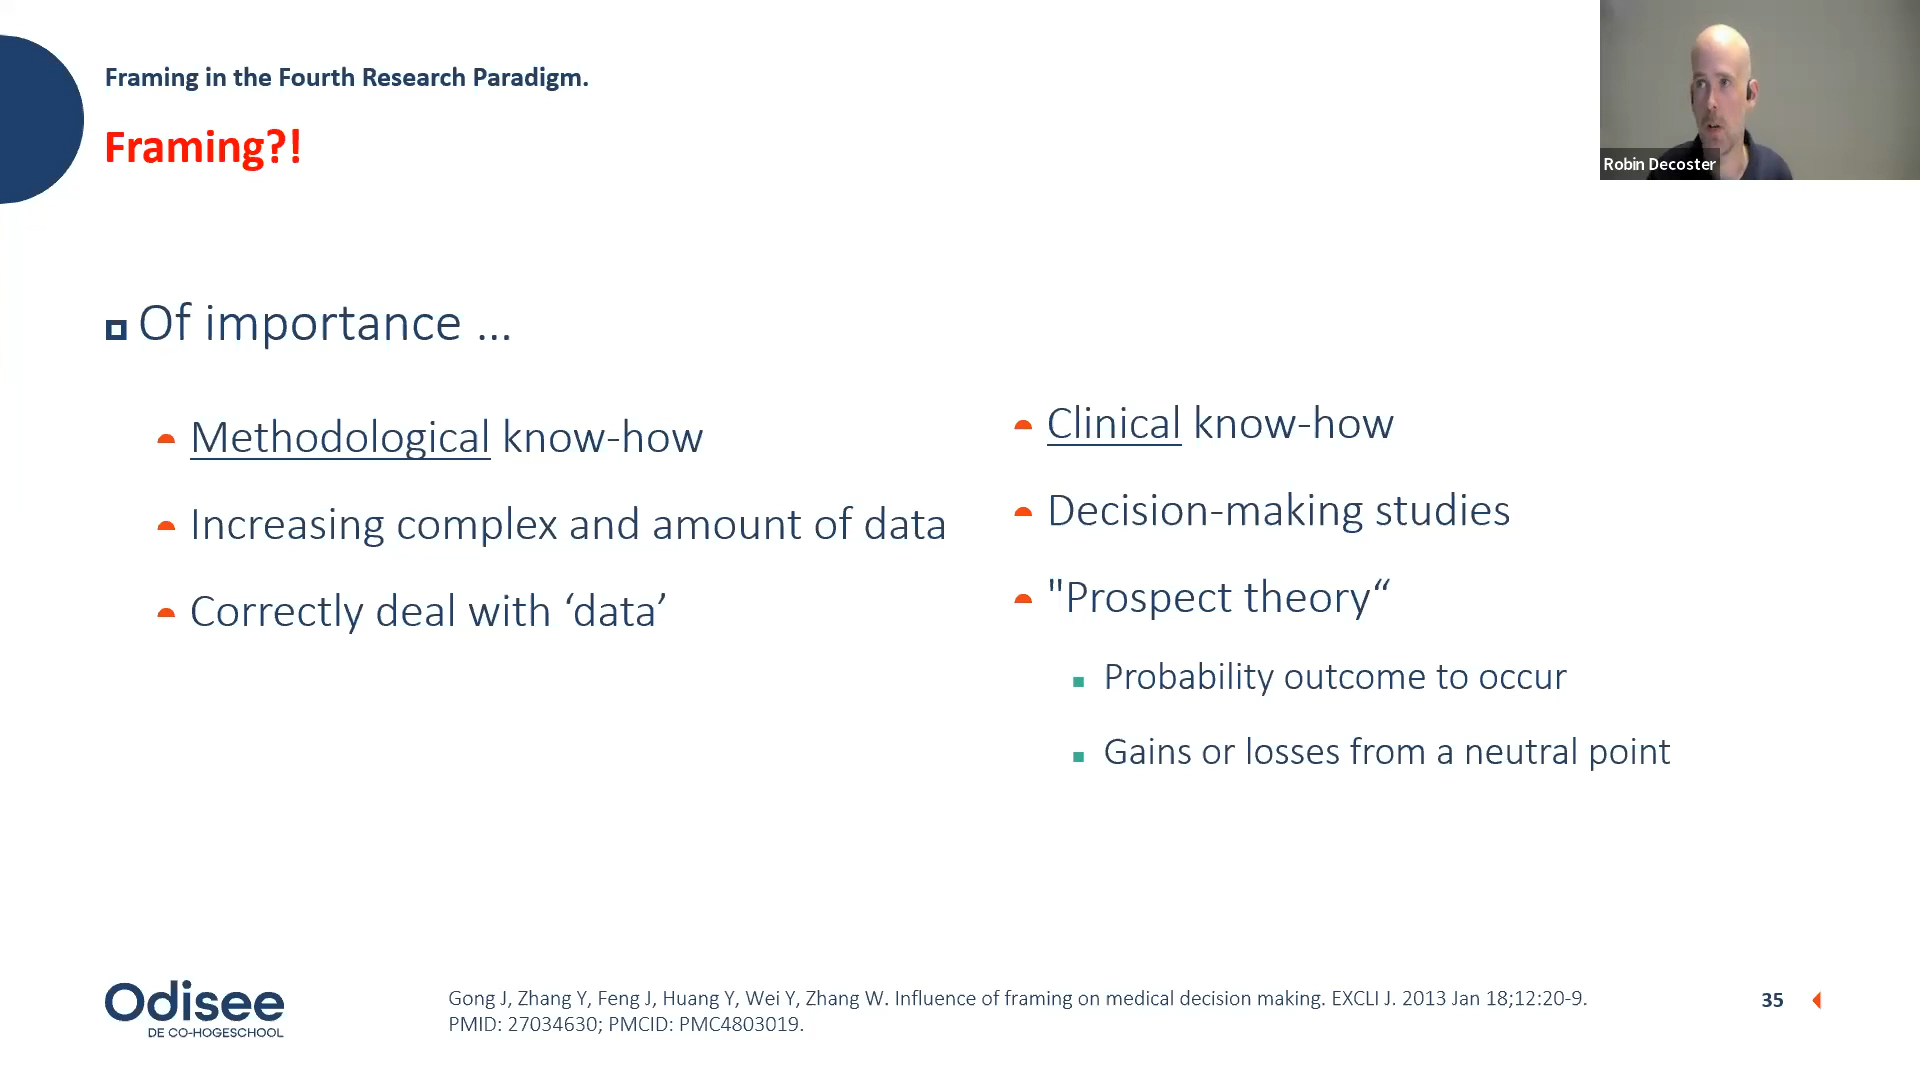 Framing in the Fourth Research Paradigm.
Framing?!
Robin Decoster
Of importance ...
Methodological know-how
Increasing complex and amount of data
Correctly deal with ‘data’
Clinical know-how
Decision-making studies
"Prospect theory“
Probability outcome to occur
Gains or losses from a neutral point
Odisee
DE CO-HOGESCHOOL
Gong J, Zhang Y, Feng J, Huang Y, Wei Y, Zhang W. Influence of framing on medical decision making. EXCLI J. 2013 Jan 18;12:20-9.
PMID: 27034630; PMCID: PMC4803019.
35